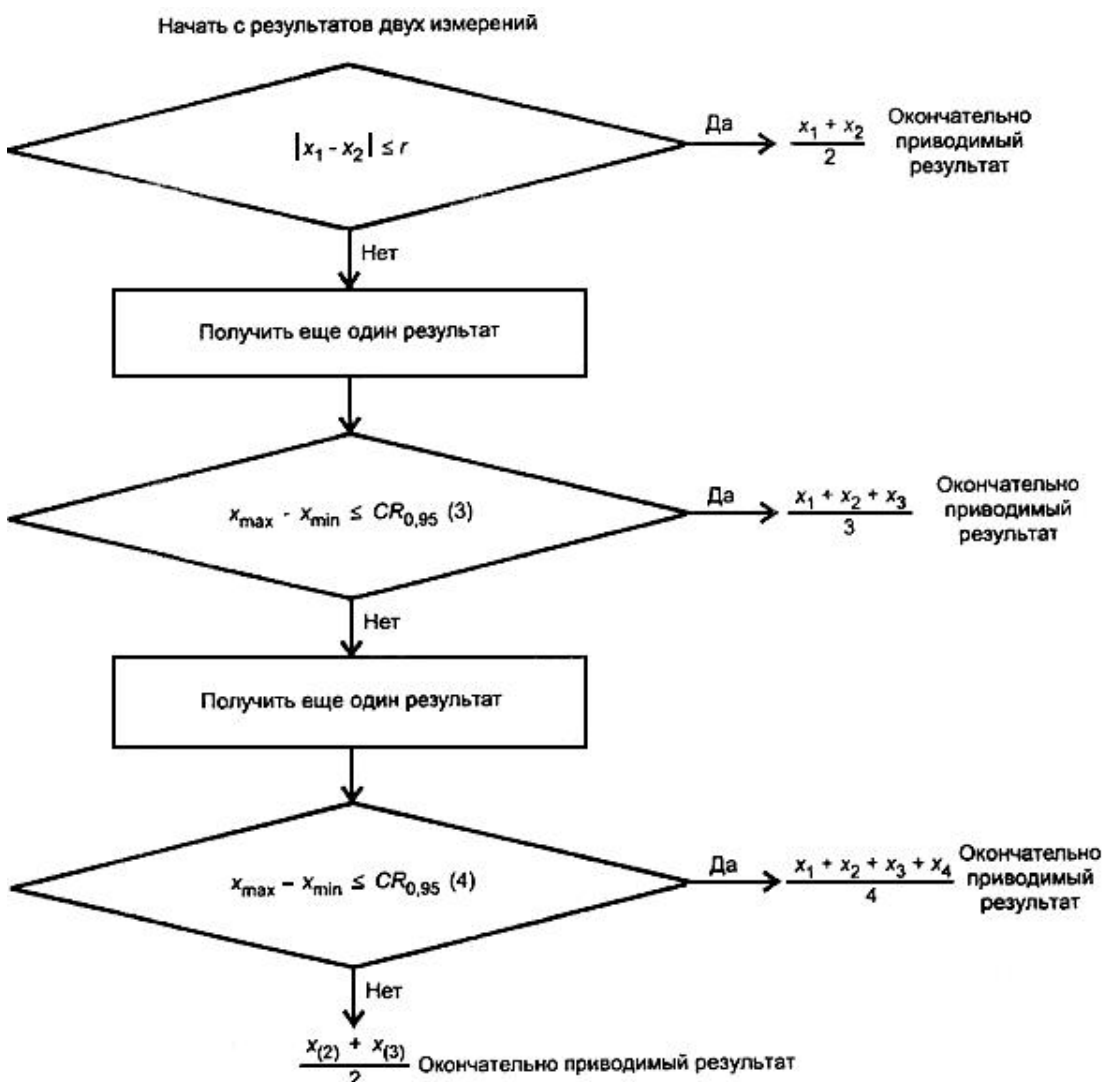 Начать с результатов двух измерений
|x₁ - x₂| ≤ r
Да
x₁ + x₂
2
Окончательно
приводимый
результат
Нет
Получить еще один результат
xmax - xmin ≤ CR0,95 (3)
Да
x₁ + x₂ + x₃
3
Окончательно
приводимый
результат
Нет
Получить еще один результат
xmax – xmin ≤ CR0,95 (4)
Да
x₁ + x₂ + x₃ + x₄
4
Окончательно
приводимый
результат
Нет
x(2) + x(3)
2
Окончательно приводимый результат